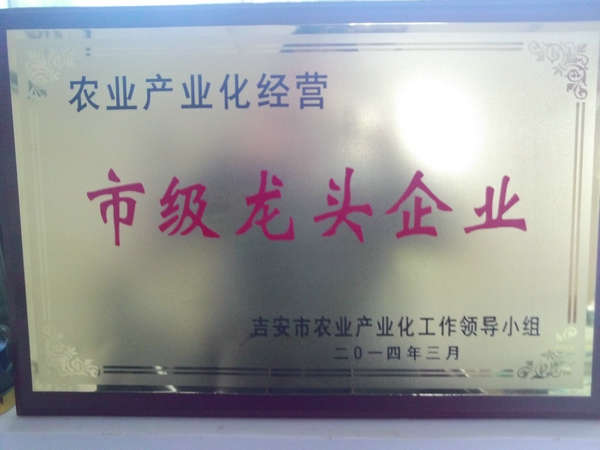 农业产业化经营
市级龙头企业
吉安市农业产业化工作领导小组
二0一四年三月